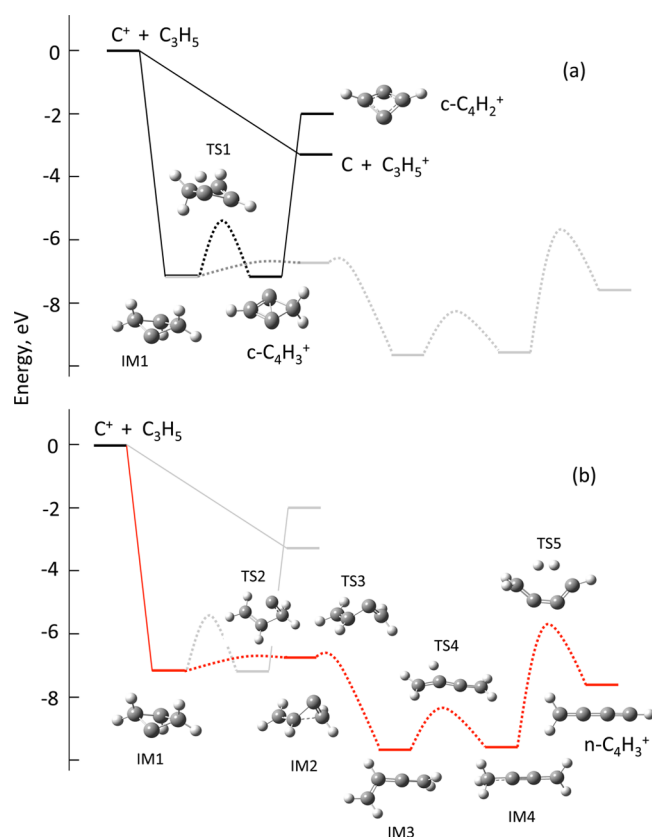 C⁺ + C₃H₅
(a)
0
-2
-4
-6
-8
c-C₄H₂⁺
TS1
C + C₃H₅⁺
IM1
c-C₄H₃⁺
Energy, eV
C⁺ + C₃H₅
(b)
0
-2
-4
-6
-8
TS5
TS2
TS3
TS4
IM1
IM2
n-C₄H₃⁺
IM3
IM4